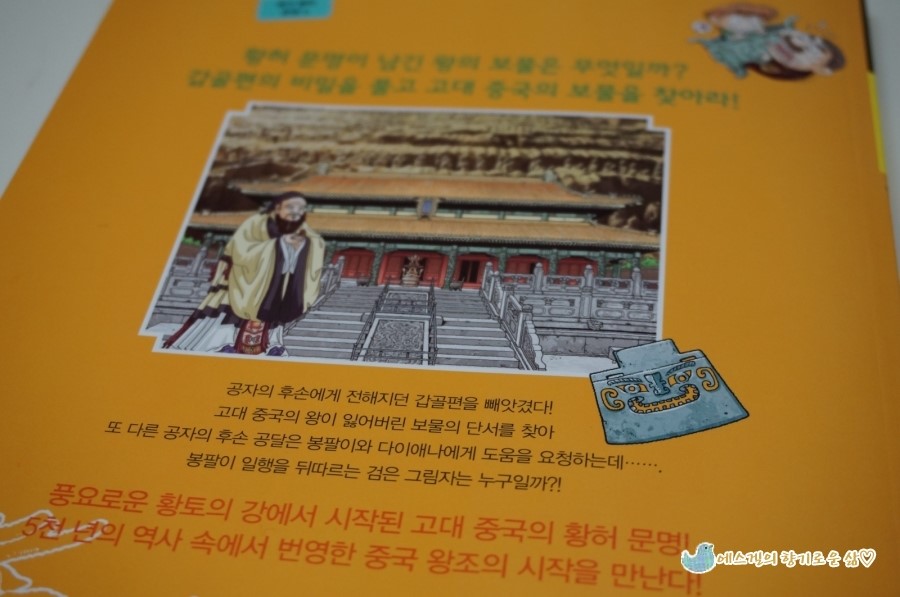 황허 문명이 남긴 왕의 보물은 무엇일까?
갑골편의 비밀을 풀고 고대 중국의 보물을 찾아라!
공자의 후손에게 전해지던 갑골편을 빼앗겼다!
고대 중국의 왕이 잃어버린 보물의 단서를 찾아
또 다른 공자의 후손 공달은 봉팔이와 다이애나에게 도움을 요청하는데…….
봉팔이 일행을 뒤따르는 검은 그림자는 누구일까?!
풍요로운 황토의 강에서 시작된 고대 중국의 황허 문명!
5천 년의 역사 속에서 번영한 중국 왕조의 시작을 만난다!
에스겔의 향기로운 삶♡